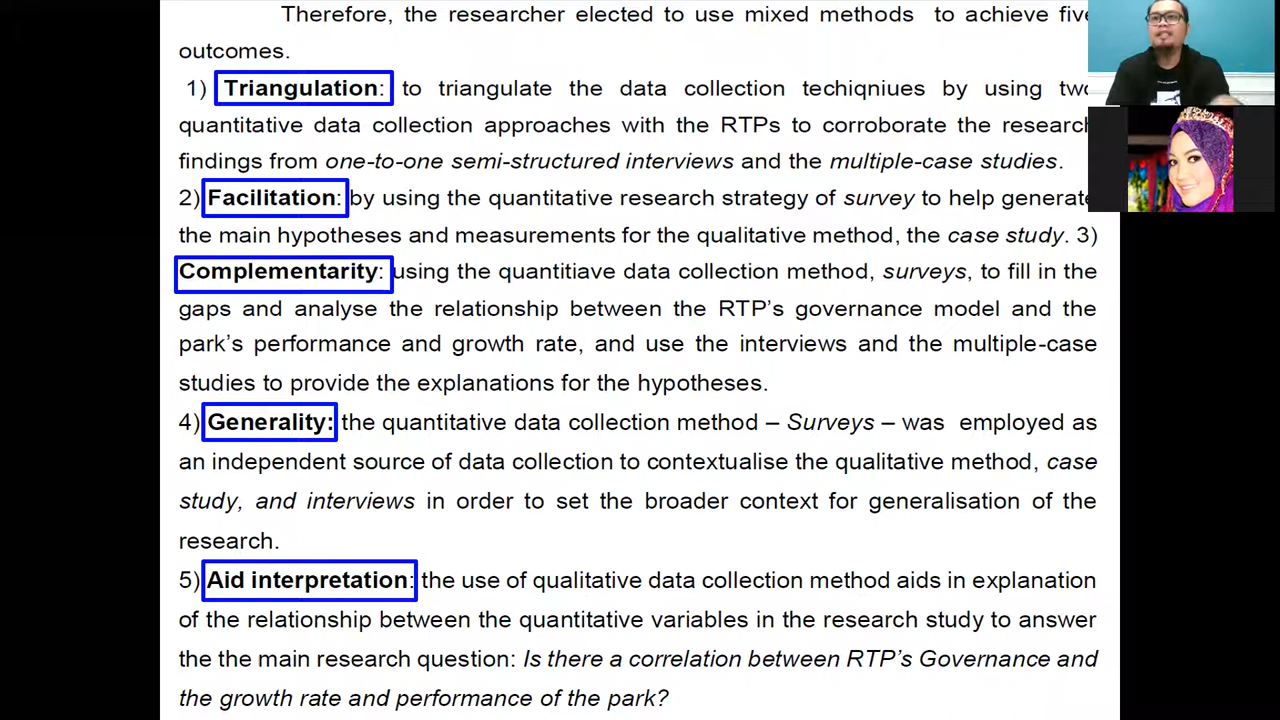 Therefore, the researcher elected to use mixed methods to achieve five
outcomes.
1) Triangulation: to triangulate the data collection techiqniues by using two
quantitative data collection approaches with the RTPs to corroborate the research
findings from one-to-one semi-structured interviews and the multiple-case studies.
2) Facilitation: by using the quantitative research strategy of survey to help generate
the main hypotheses and measurements for the qualitative method, the case study. 3)
Complementarity: using the quantitiave data collection method, surveys, to fill in the
gaps and analyse the relationship between the RTP's governance model and the
park's performance and growth rate, and use the interviews and the multiple-case
studies to provide the explanations for the hypotheses.
4) Generality: the quantitative data collection method – Surveys – was employed as
an independent source of data collection to contextualise the qualitative method, case
study, and interviews in order to set the broader context for generalisation of the
research.
5) Aid interpretation: the use of qualitative data collection method aids in explanation
of the relationship between the quantitative variables in the research study to answer
the the main research question: Is there a correlation between RTP's Governance and
the growth rate and performance of the park?